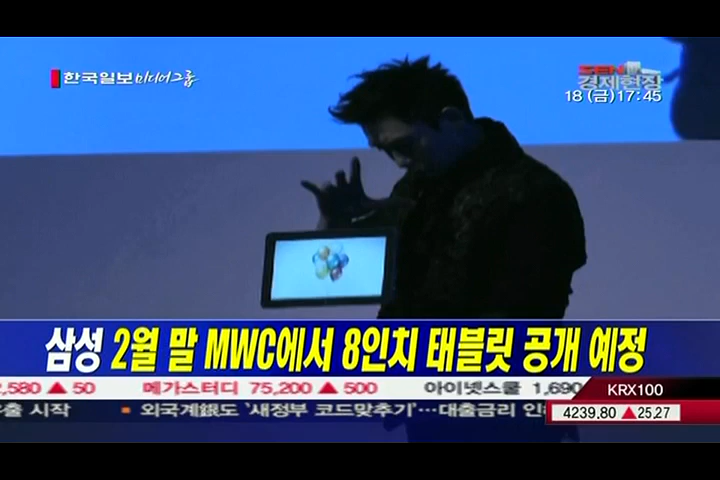 한국일보 미디어그룹
SEN TV
경제현장
18 (금) 17:45
삼성 2월 말 MWC에서 8인치 태블릿 공개 예정
2,580 ▲ 50 메가스터디 75,200 ▲ 500 아이넷스쿨 1,690
KRX100
시작 ▪ 외국계銀도 '새정부 코드맞추기'…대출금리 인
4239.80 ▲25.27